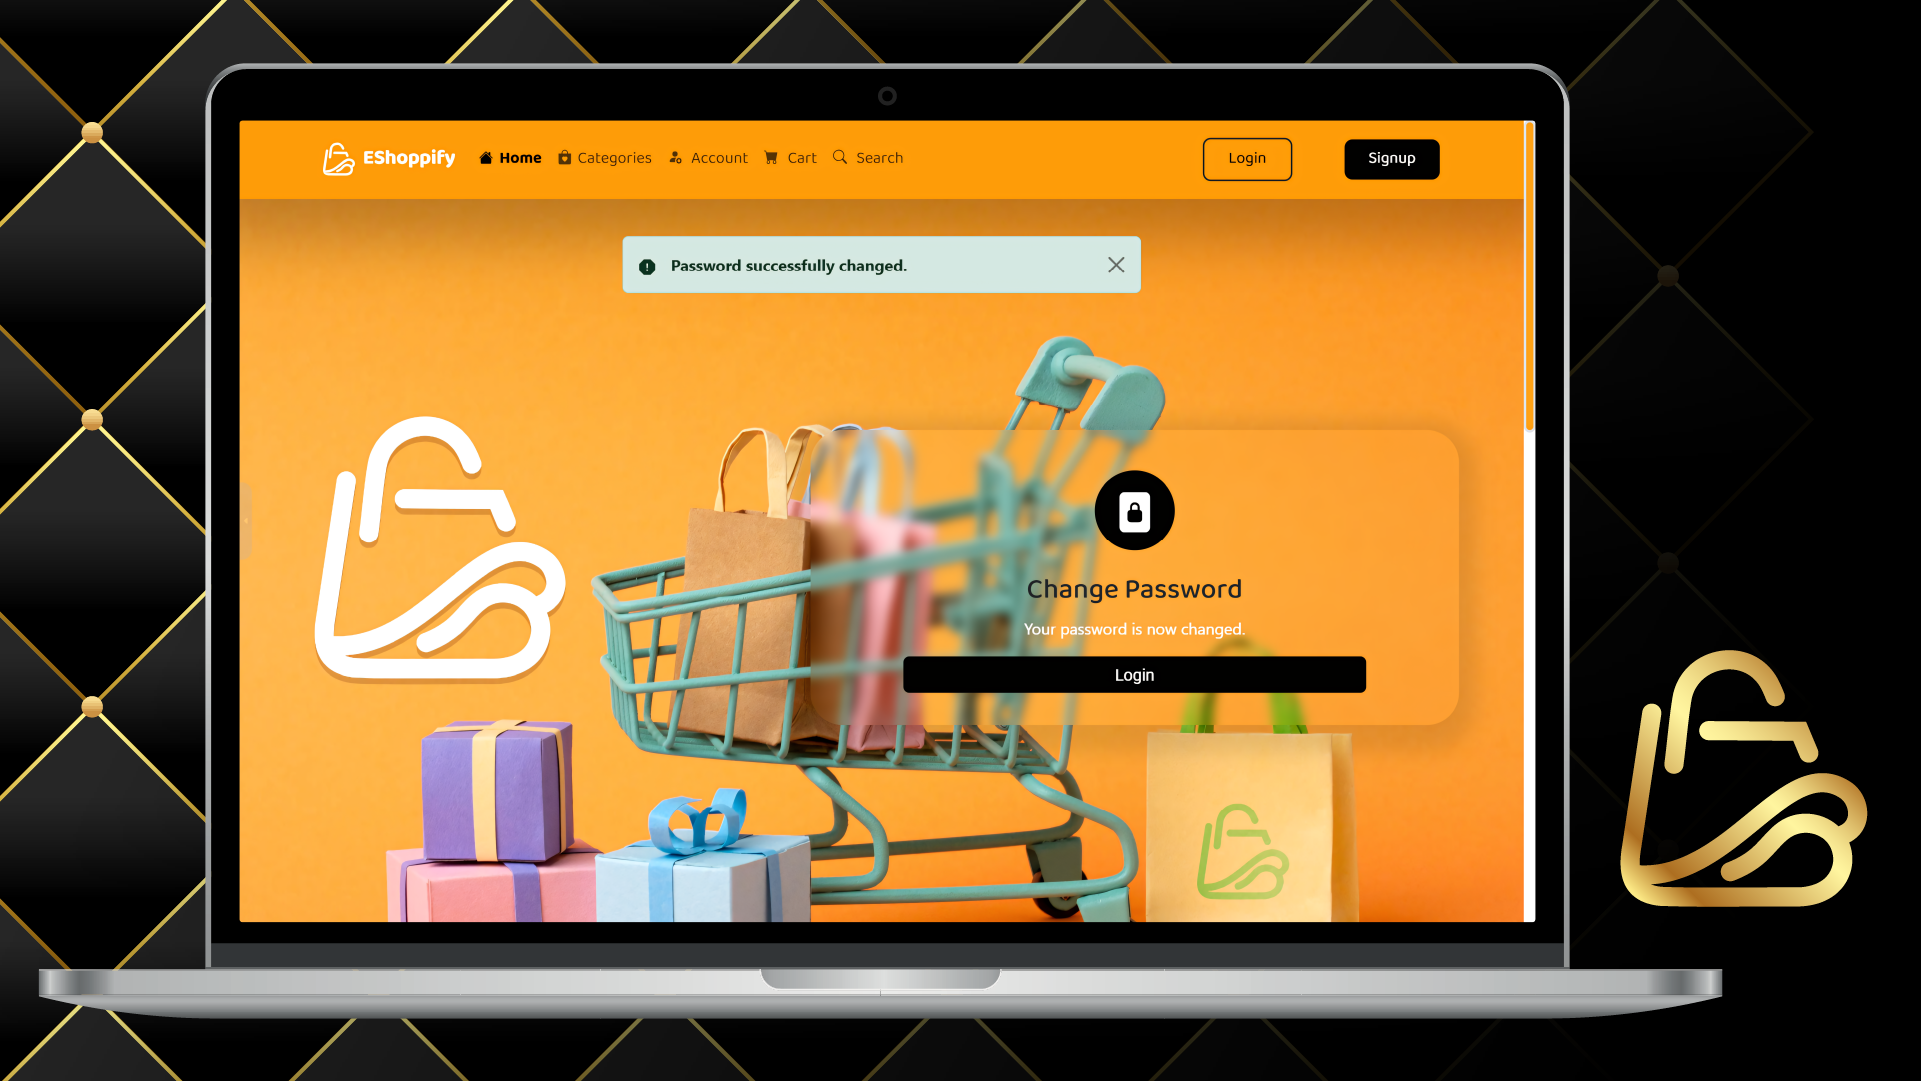 EShoppify Home Categories Account Cart Search Login Signup
Password successfully changed.
Change Password
Your password is now changed.
Login